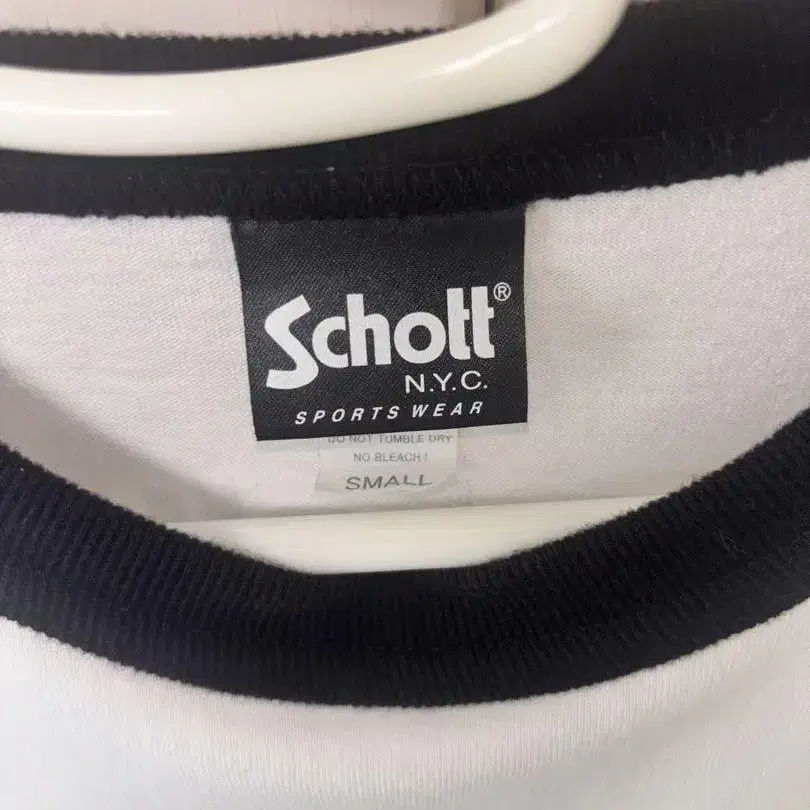 Schott®
N.Y.C.
SPORTS WEAR
DO NOT TUMBLE DRY
NO BLEACH!
SMALL